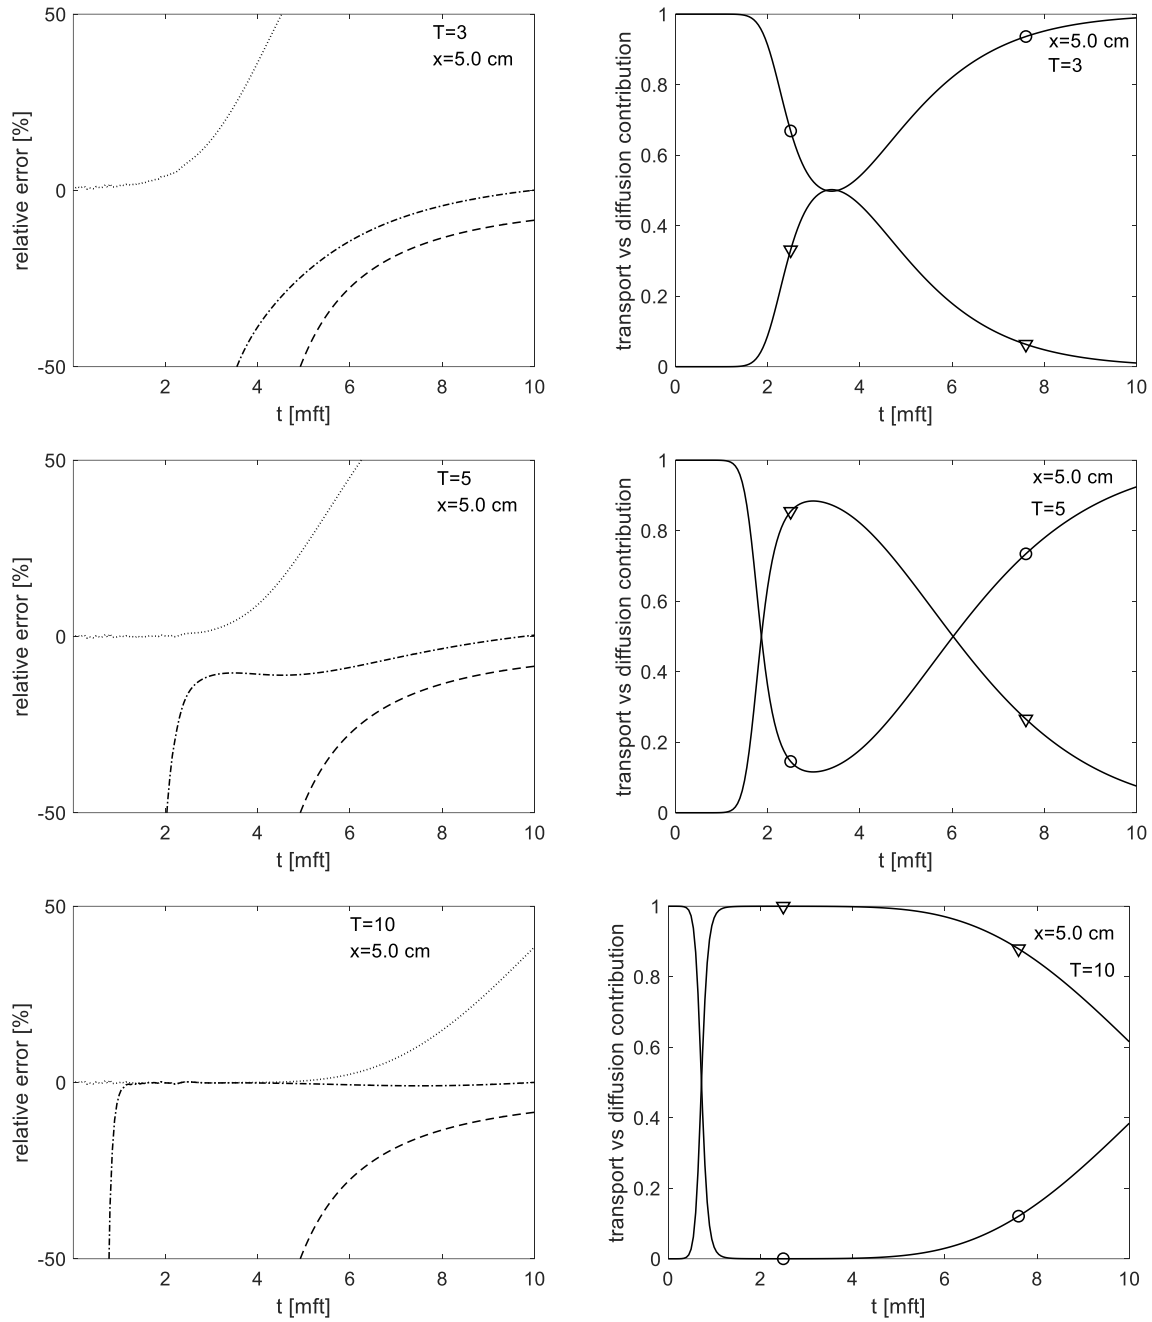 50
0
-50
relative error [%]
T=3
x=5.0 cm
2 4 6 8 10
t [mft]
1
0.8
0.6
0.4
0.2
0
transport vs diffusion contribution
x=5.0 cm
T=3
0 2 4 6 8 10
t [mft]
50
0
-50
relative error [%]
T=5
x=5.0 cm
2 4 6 8 10
t [mft]
1
0.8
0.6
0.4
0.2
0
transport vs diffusion contribution
x=5.0 cm
T=5
0 2 4 6 8 10
t [mft]
50
0
-50
relative error [%]
T=10
x=5.0 cm
2 4 6 8 10
t [mft]
1
0.8
0.6
0.4
0.2
0
transport vs diffusion contribution
x=5.0 cm
T=10
0 2 4 6 8 10
t [mft]